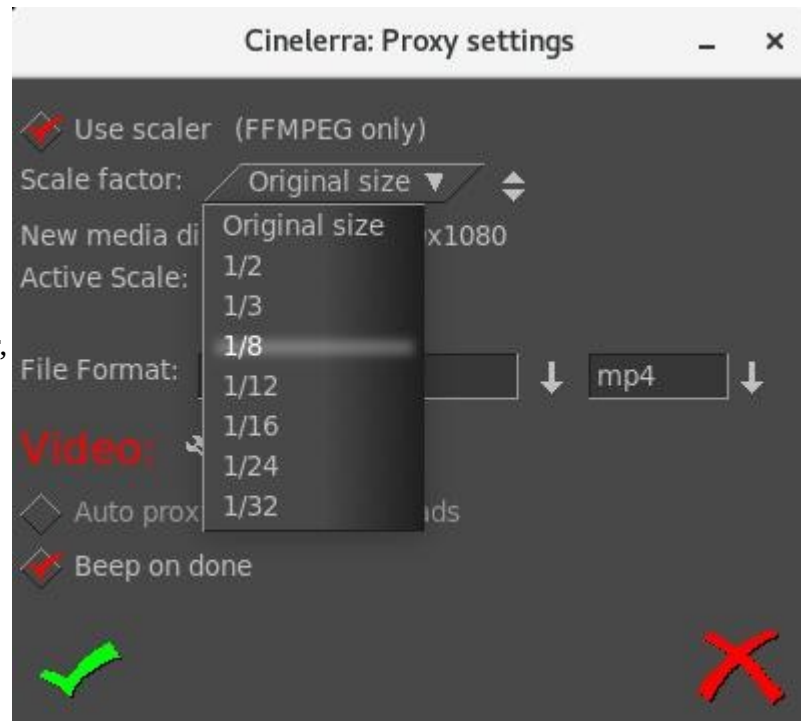 Cinelerra: Proxy settings
Use scaler (FFMPEG only)
Scale factor: Original size
New media di x1080
Active Scale:
Original size
1/2
1/3
1/8
1/12
1/16
1/24
1/32
File Format: mp4
Video:
Auto prox ads
Beep on done